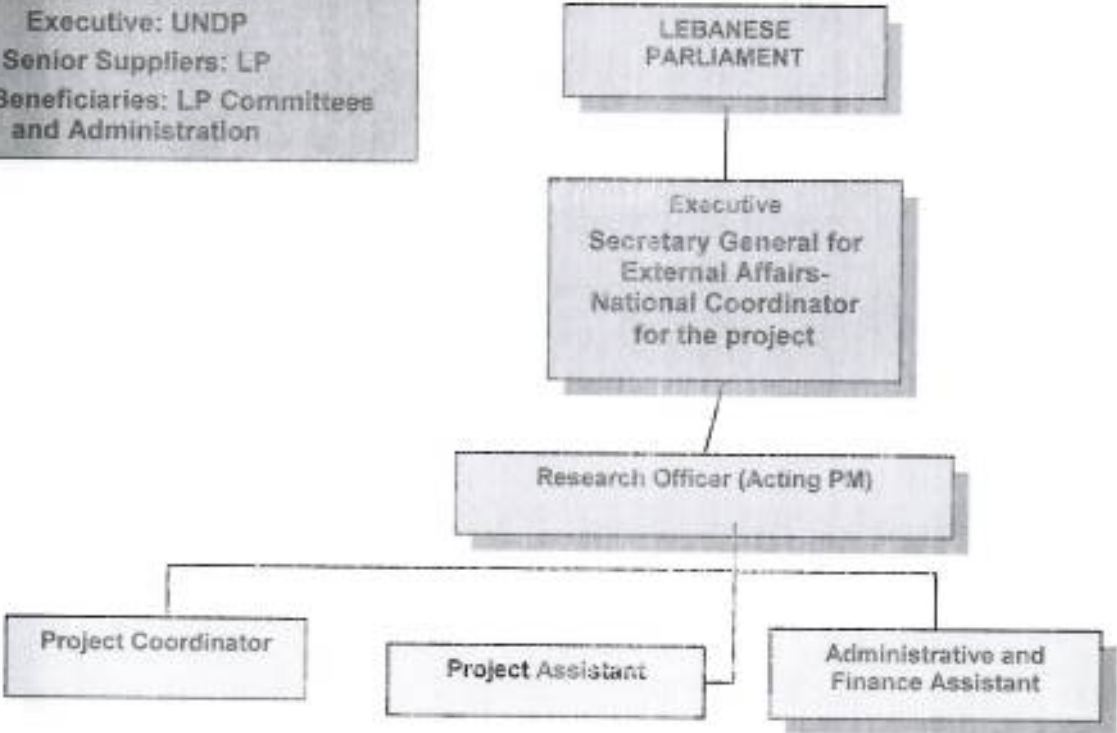 Executive: UNDP
Senior Suppliers: LP
Beneficiaries: LP Committees
and Administration
LEBANESE
PARLIAMENT
Executive
Secretary General for
External Affairs-
National Coordinator
for the project
Research Officer (Acting PM)
Project Coordinator
Project Assistant
Administrative and
Finance Assistant